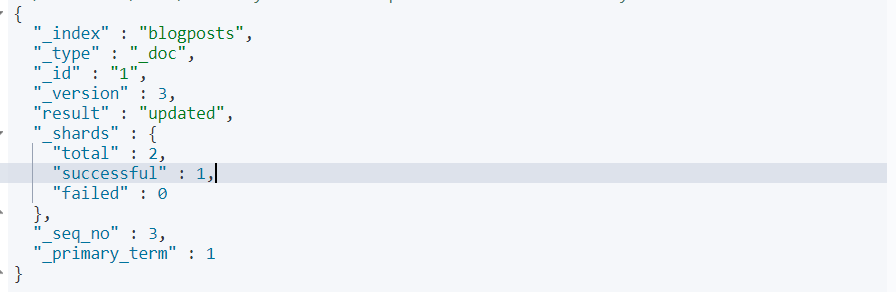 {
  "_index" : "blogposts",
  "_type" : "_doc",
  "_id" : "1",
  "_version" : 3,
  "result" : "updated",
  "_shards" : {
    "total" : 2,
    "successful" : 1,
    "failed" : 0
  },
  "_seq_no" : 3,
  "_primary_term" : 1
}